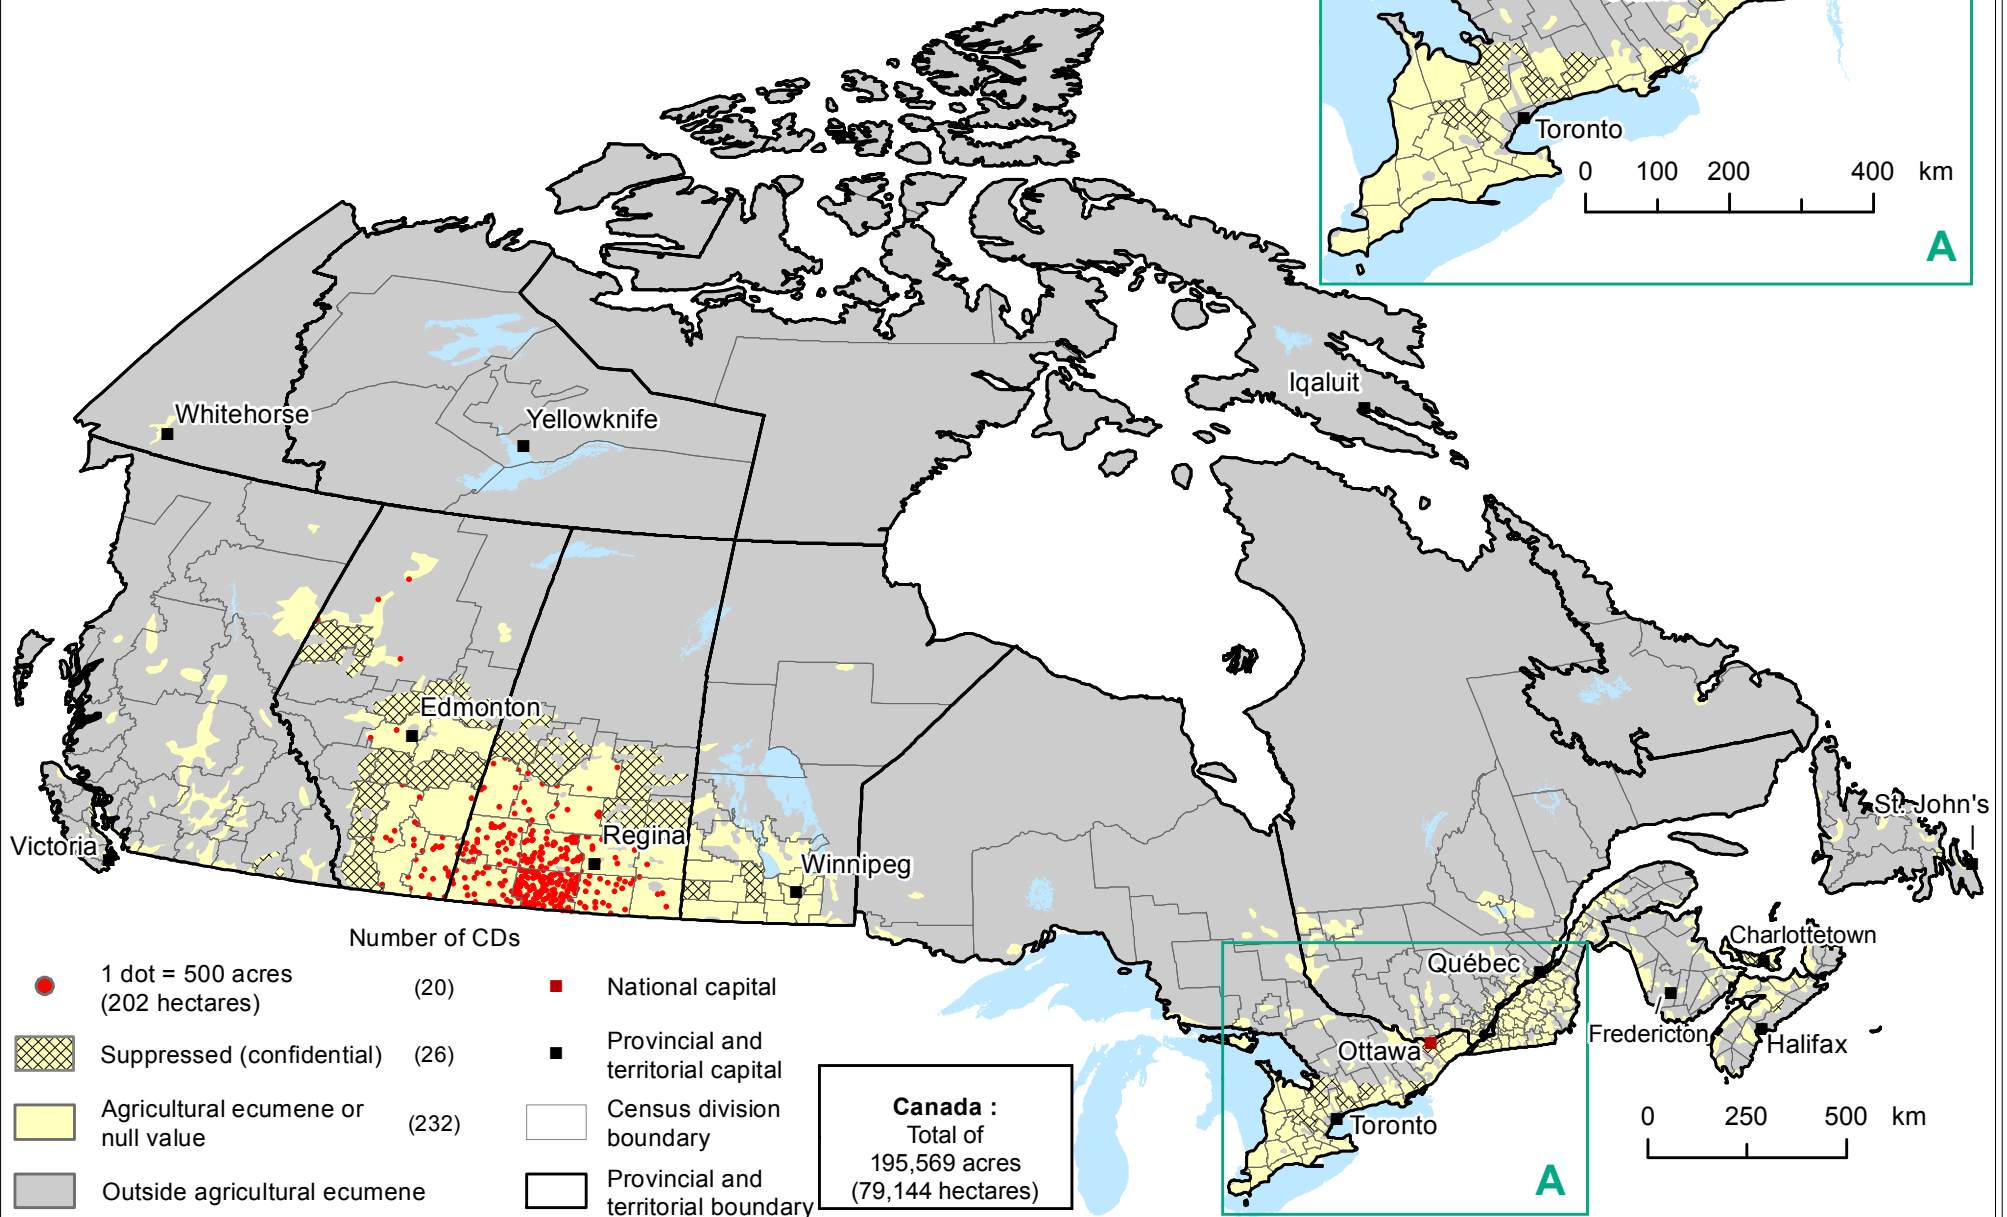 Toronto
0 100 200 400 km
A
Iqaluit
Whitehorse
Yellowknife
Edmonton
St. John's
Regina
Victoria
Winnipeg
Charlottetown
Québec
Fredericton
Halifax
Ottawa
Toronto
0 250 500 km
A
Number of CDs
1 dot = 500 acres
(202 hectares)
(20)
Suppressed (confidential) (26)
Agricultural ecumene or
null value
(232)
Outside agricultural ecumene
National capital
Provincial and
territorial capital
Census division
boundary
Provincial and
territorial boundary
Canada :
Total of
195,569 acres
(79,144 hectares)